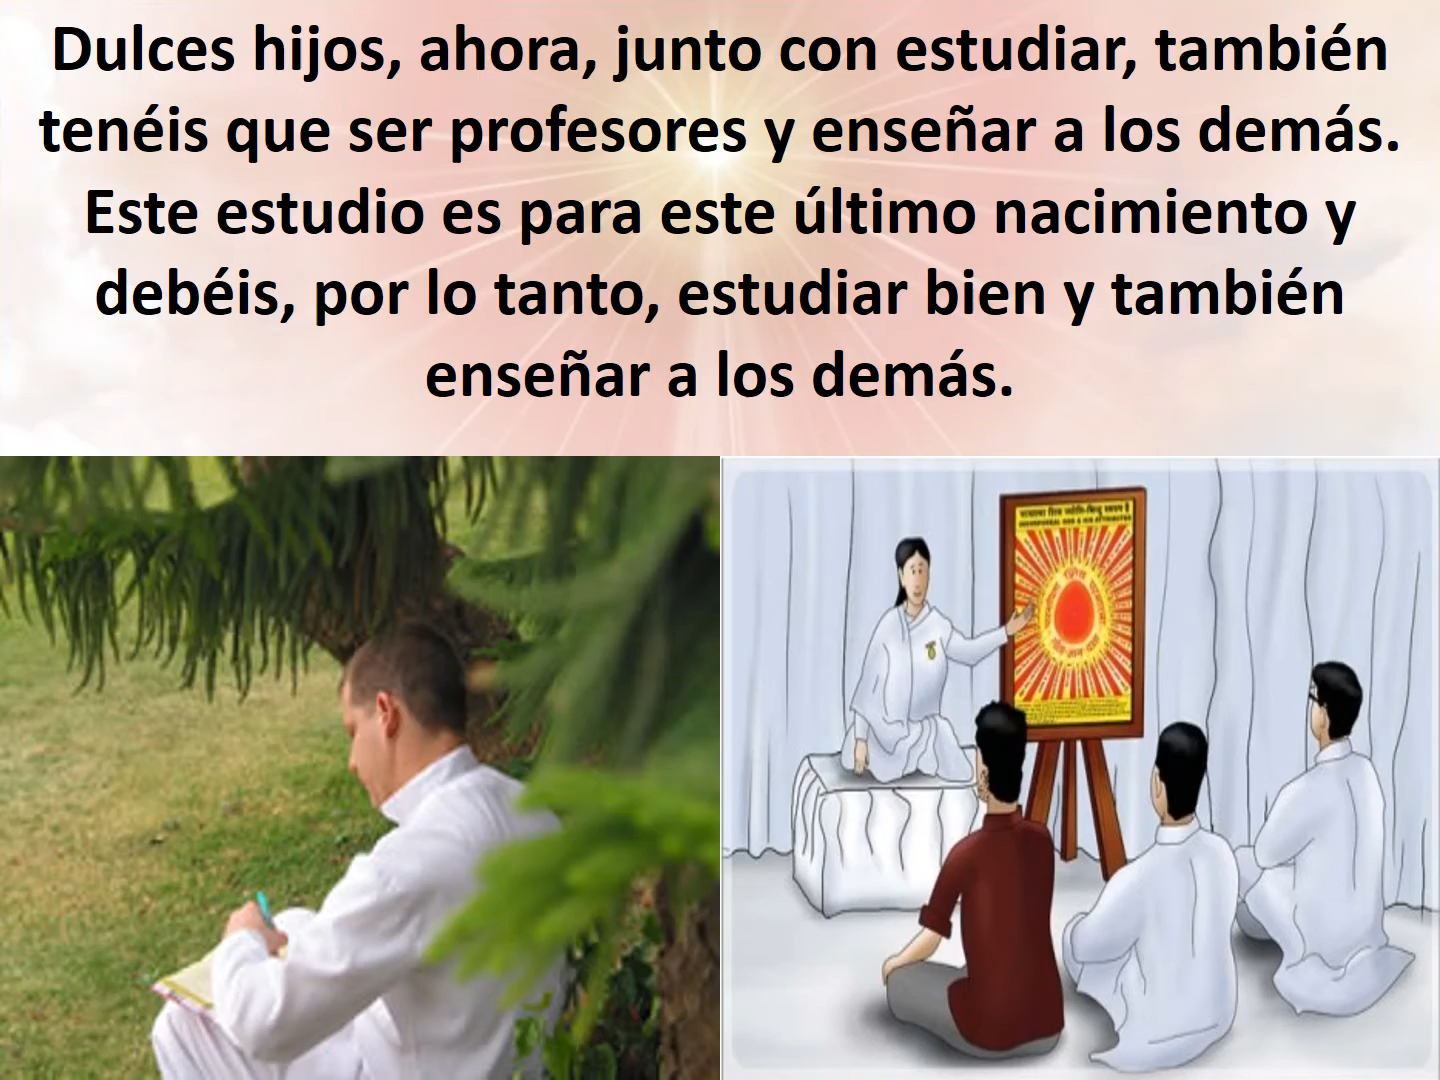 Dulces hijos, ahora, junto con estudiar, también
tenéis que ser profesores y enseñar a los demás.
Este estudio es para este último nacimiento y
debéis, por lo tanto, estudiar bien y también
enseñar a los demás.